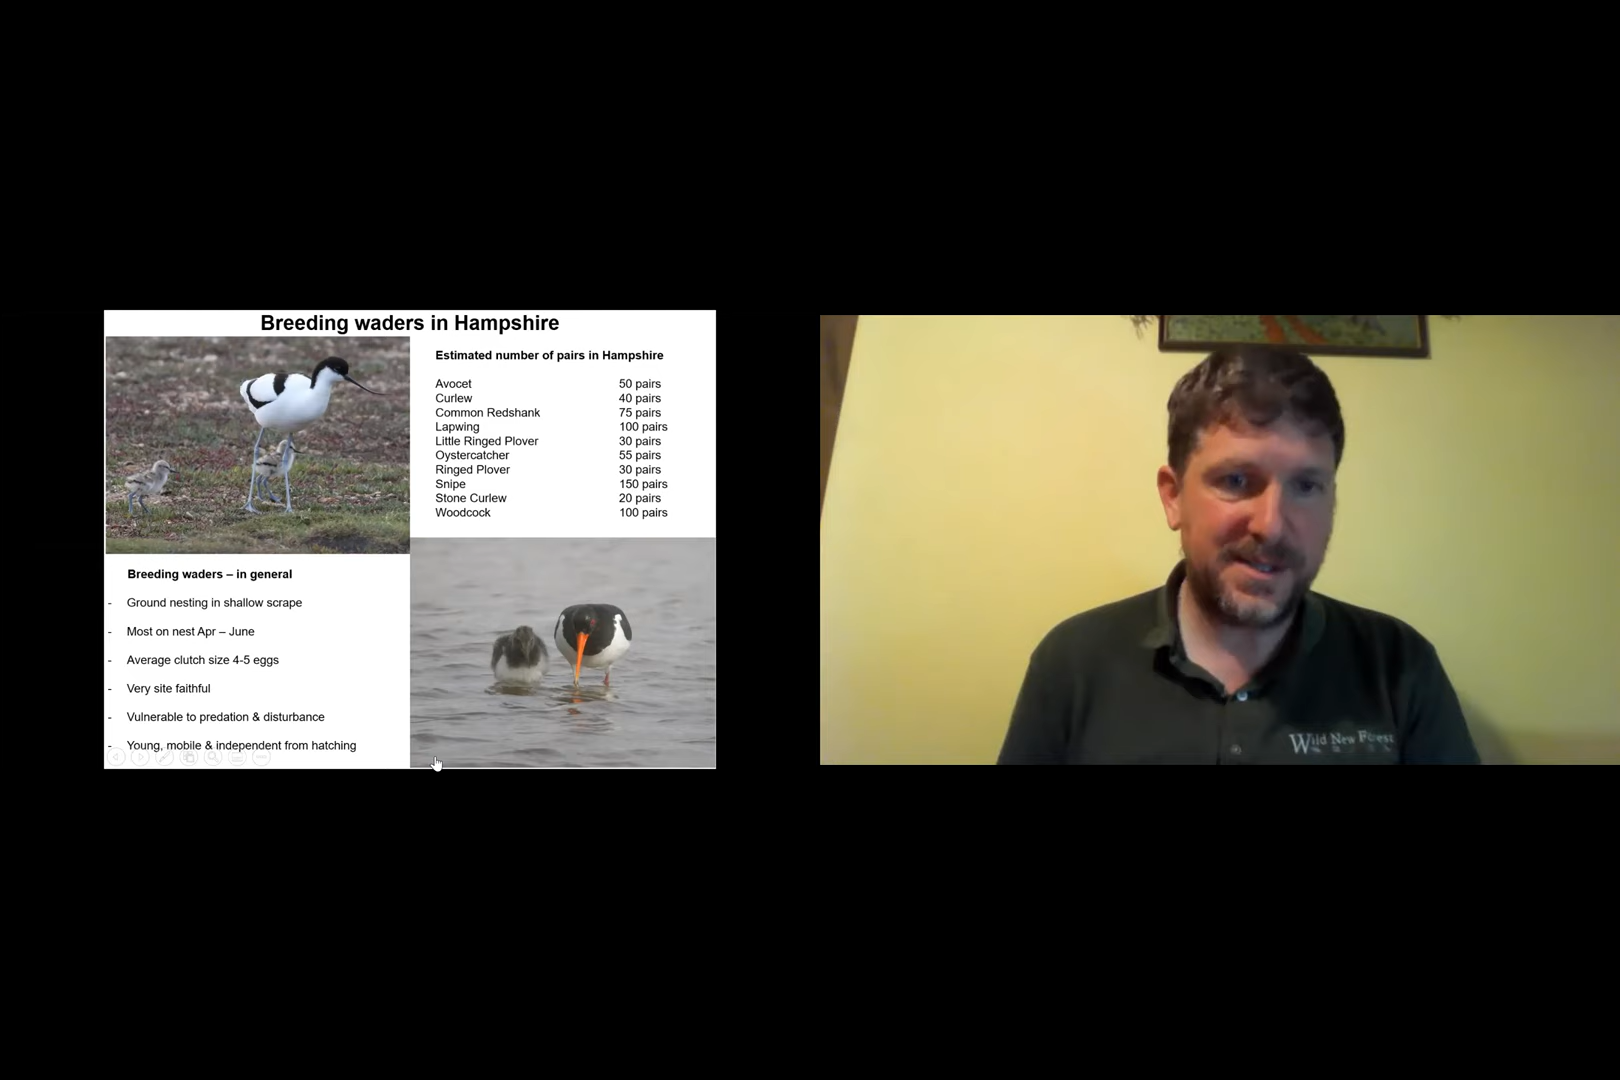 Breeding waders in Hampshire
Estimated number of pairs in Hampshire
Avocet 50 pairs
Curlew 40 pairs
Common Redshank 75 pairs
Lapwing 100 pairs
Little Ringed Plover 30 pairs
Oystercatcher 55 pairs
Ringed Plover 30 pairs
Snipe 150 pairs
Stone Curlew 20 pairs
Woodcock 100 pairs
Breeding waders – in general
- Ground nesting in shallow scrape
- Most on nest Apr – June
- Average clutch size 4-5 eggs
- Very site faithful
- Vulnerable to predation & disturbance
- Young, mobile & independent from hatching
Wild New Forest